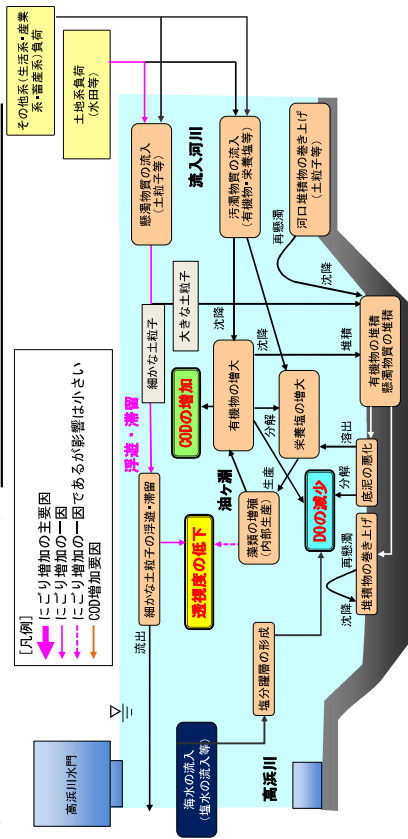 [凡例]
にごり増加の主要因
にごり増加の一因
にごり増加の一因であるが影響は小さい
COD増加要因
その他系(生活系・産業
系・畜産系)負荷
土地系負荷
(水田等)
高浜川水門
流出
細かな土粒子の浮遊・滞留
浮遊・滞留
細かな土粒子
懸濁物質の流入
(土粒子等)
大きな土粒子
流入河川
海水の流入
(塩水の流入等)
透視度の低下
CODの増加
沈降
汚濁物質の流入
(有機物・栄養塩等)
油ヶ淵
有機物の増大
塩分躍層の形成
藻類の増殖
(内部生産)
生産
分解
沈降
栄養塩の増大
再懸濁
河口堆積物の巻き上げ
(土粒子等)
高浜川
DOの減少
沈降
再懸濁
分解
溶出
堆積
沈降
堆積物の巻き上げ
底泥の悪化
有機物の堆積
懸濁物質の堆積